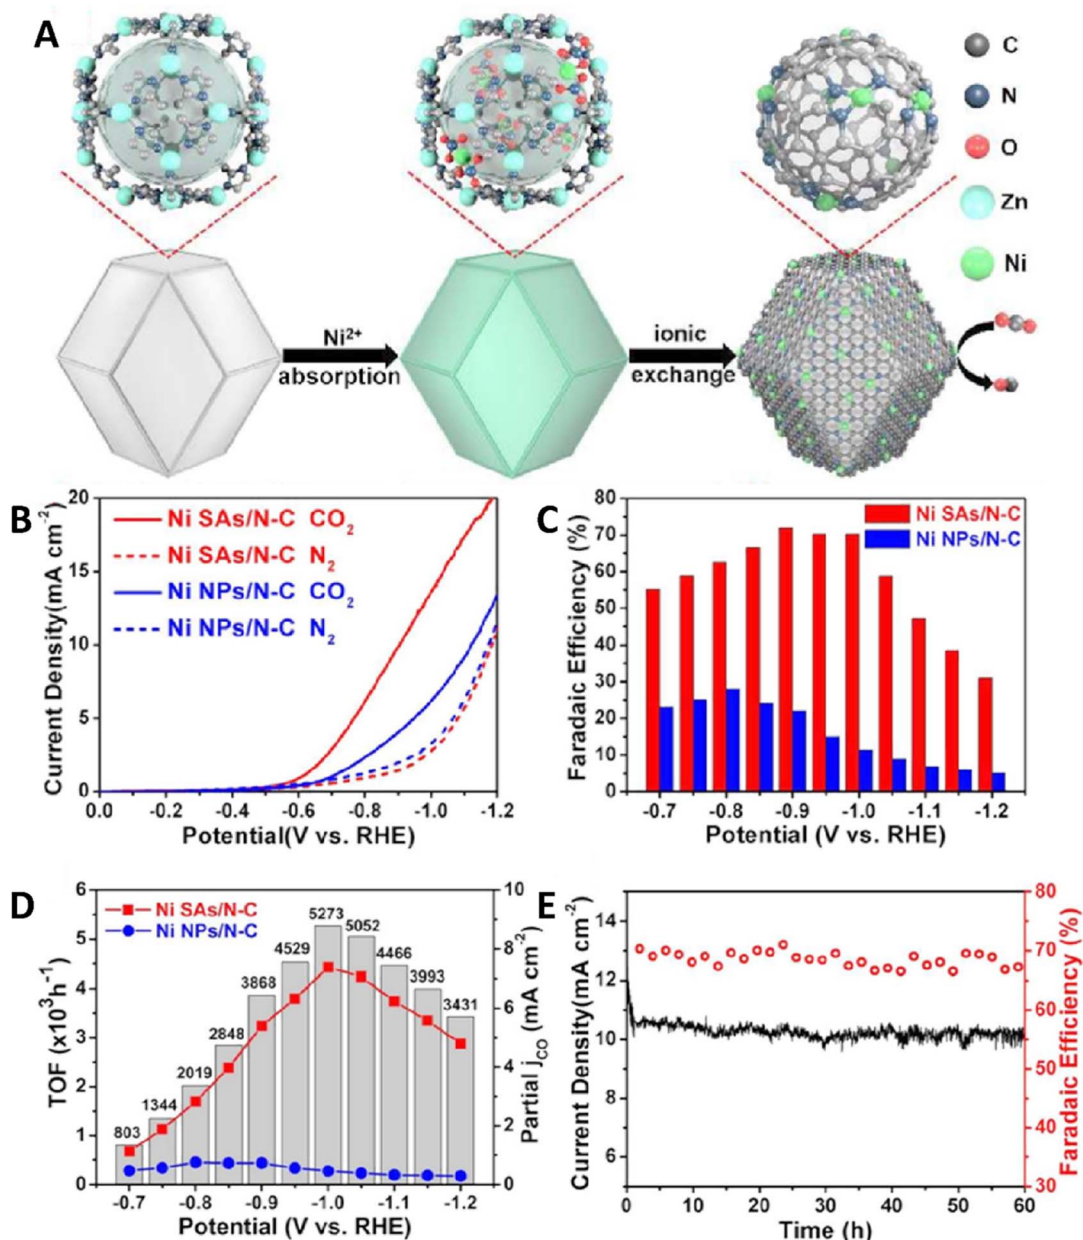 A
C
N
O
Zn
Ni
Ni2+
absorption
ionic
exchange
B
Current Density(mA cm-2)
20
15
10
5
0
Ni SAs/N-C CO2
Ni SAs/N-C N2
Ni NPs/N-C CO2
Ni NPs/N-C N2
0.0 -0.2 -0.4 -0.6 -0.8 -1.0 -1.2
Potential(V vs. RHE)
C
Faradaic Efficiency (%)
80
70
60
50
40
30
20
10
0
Ni SAs/N-C
Ni NPs/N-C
-0.7 -0.8 -0.9 -1.0 -1.1 -1.2
Potential (V vs. RHE)
D
TOF (x10³h-1)
6
5
4
3
2
1
0
Ni SAs/N-C
Ni NPs/N-C
803 1344 2019 2848 3868 4529 5273 5052 4466 3993 3431
10
8
6
4
2
0
Partial jCO (mA cm-2)
-0.7 -0.8 -0.9 -1.0 -1.1 -1.2
Potential (V vs. RHE)
E
Current Density(mA cm-2)
14
12
10
8
6
80
70
60
50
40
30
Faradaic Efficiency (%)
0 10 20 30 40 50 60
Time (h)